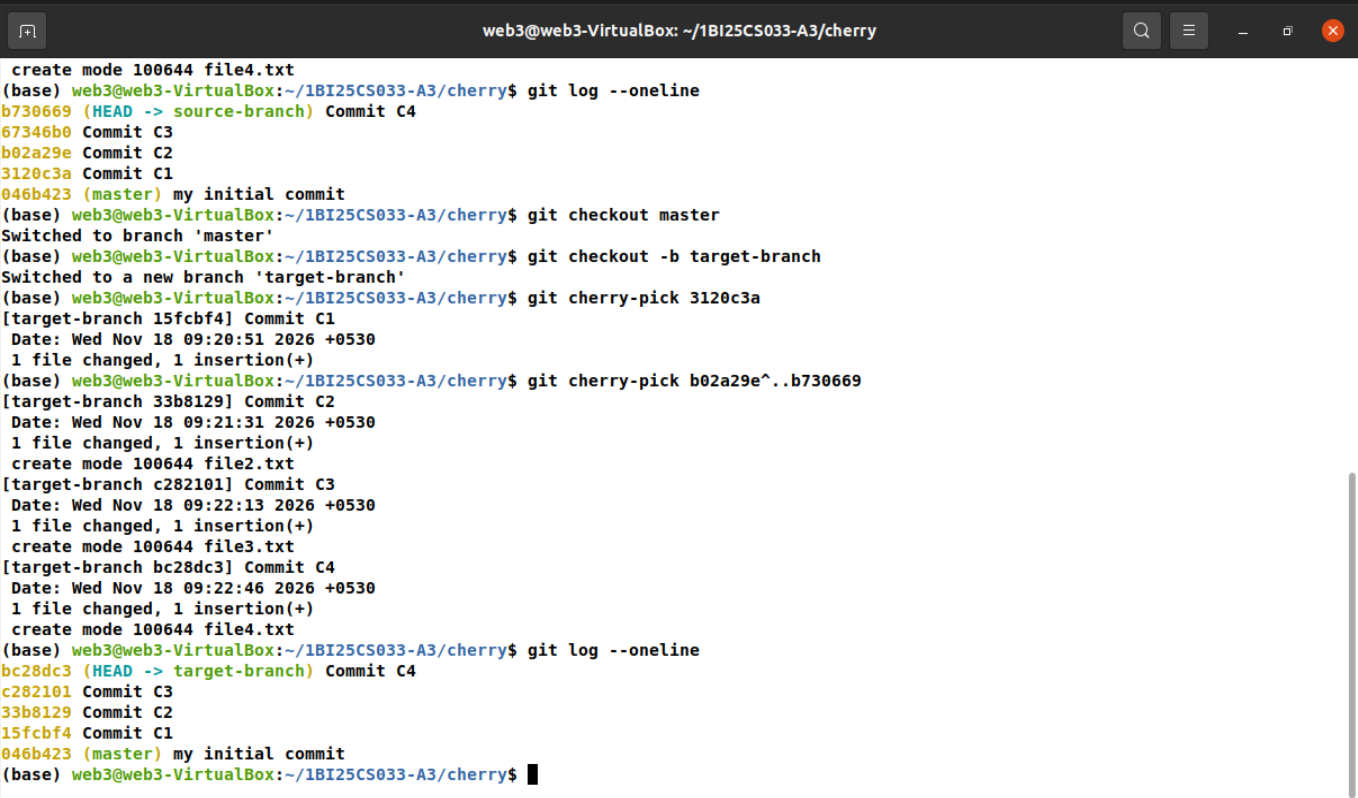 web3@web3-VirtualBox: ~/1BI25CS033-A3/cherry
 create mode 100644 file4.txt
(base) web3@web3-VirtualBox:~/1BI25CS033-A3/cherry$ git log --oneline
b730669 (HEAD -> source-branch) Commit C4
67346b0 Commit C3
b02a29e Commit C2
3120c3a Commit C1
046b423 (master) my initial commit
(base) web3@web3-VirtualBox:~/1BI25CS033-A3/cherry$ git checkout master
Switched to branch 'master'
(base) web3@web3-VirtualBox:~/1BI25CS033-A3/cherry$ git checkout -b target-branch
Switched to a new branch 'target-branch'
(base) web3@web3-VirtualBox:~/1BI25CS033-A3/cherry$ git cherry-pick 3120c3a
[target-branch 15fcbf4] Commit C1
 Date: Wed Nov 18 09:20:51 2026 +0530
 1 file changed, 1 insertion(+)
(base) web3@web3-VirtualBox:~/1BI25CS033-A3/cherry$ git cherry-pick b02a29e^..b730669
[target-branch 33b8129] Commit C2
 Date: Wed Nov 18 09:21:31 2026 +0530
 1 file changed, 1 insertion(+)
 create mode 100644 file2.txt
[target-branch c282101] Commit C3
 Date: Wed Nov 18 09:22:13 2026 +0530
 1 file changed, 1 insertion(+)
 create mode 100644 file3.txt
[target-branch bc28dc3] Commit C4
 Date: Wed Nov 18 09:22:46 2026 +0530
 1 file changed, 1 insertion(+)
 create mode 100644 file4.txt
(base) web3@web3-VirtualBox:~/1BI25CS033-A3/cherry$ git log --oneline
bc28dc3 (HEAD -> target-branch) Commit C4
c282101 Commit C3
33b8129 Commit C2
15fcbf4 Commit C1
046b423 (master) my initial commit
(base) web3@web3-VirtualBox:~/1BI25CS033-A3/cherry$